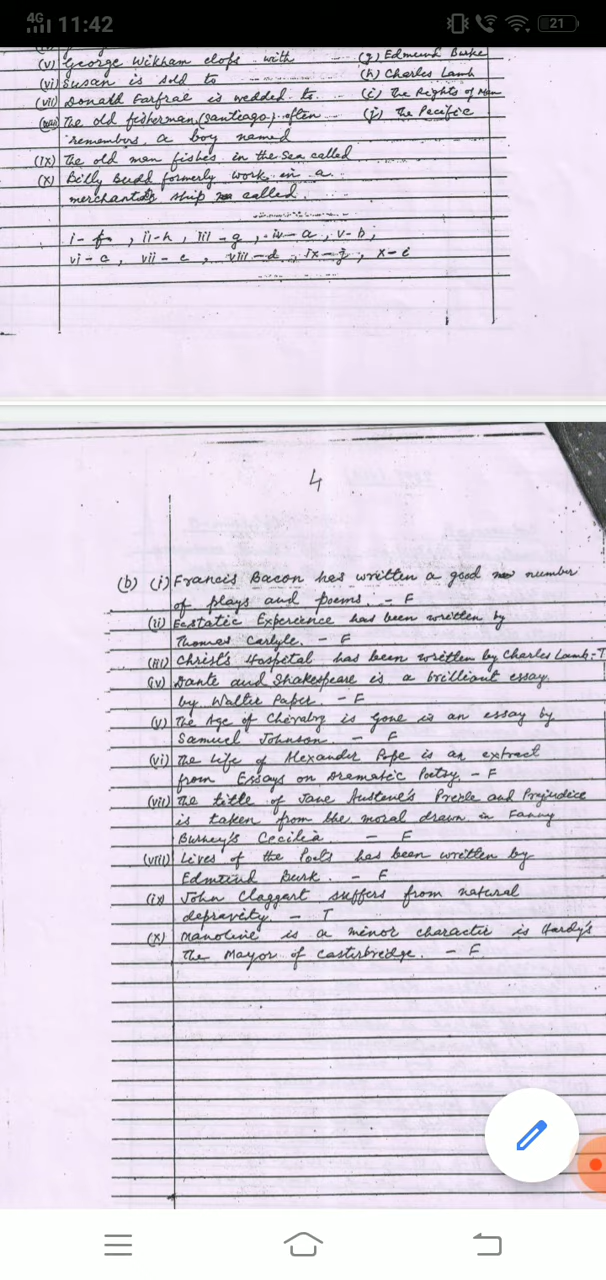 4G 11:42 21
(v) George Wikham elops with --- (g) Edmund Burke
(vi) Susan is sold to --- (h) Charles Lamb
(vii) Donald Farfrae is wedded to --- (i) The Rights of Man
(viii) The old fisherman (Santiago) often --- (j) The Pacific
remembers a boy named
(ix) The old man fishes in the Sea called
(x) Billy Budd formerly work in a
merchant ship called
ii-h, iii-g, iv-a, v-b,
vi-c, vii-e, viii-d, ix-j, x-i
4
(b) (i) Francis Bacon has written a good number
of plays and poems. - F
(ii) Ecstatic Experience has been written by
Thomas Carlyle. - F
(iii) Christ's Hospital has been written by Charles Lamb - T
(iv) Dante and Shakespeare is a brilliant essay
by Walter Pater. - F
(v) The Age of Chevalry is gone is an essay by
Samuel Johnson. - F
(vi) The life of Alexander Pope is an extract
from Essays on Dramatic Poetry. - F
(vii) The title of Jane Austene's Pride and Prejudice
is taken from the moral drawn in Fanny
Burney's Cecilia. - F
(viii) Lives of the Poets has been written by
Edmund Burk. - F
(ix) John Claggart suffers from natural
depravity. - T
(x) is a minor character is Hardy's
The Mayor of Casterbredge. - F